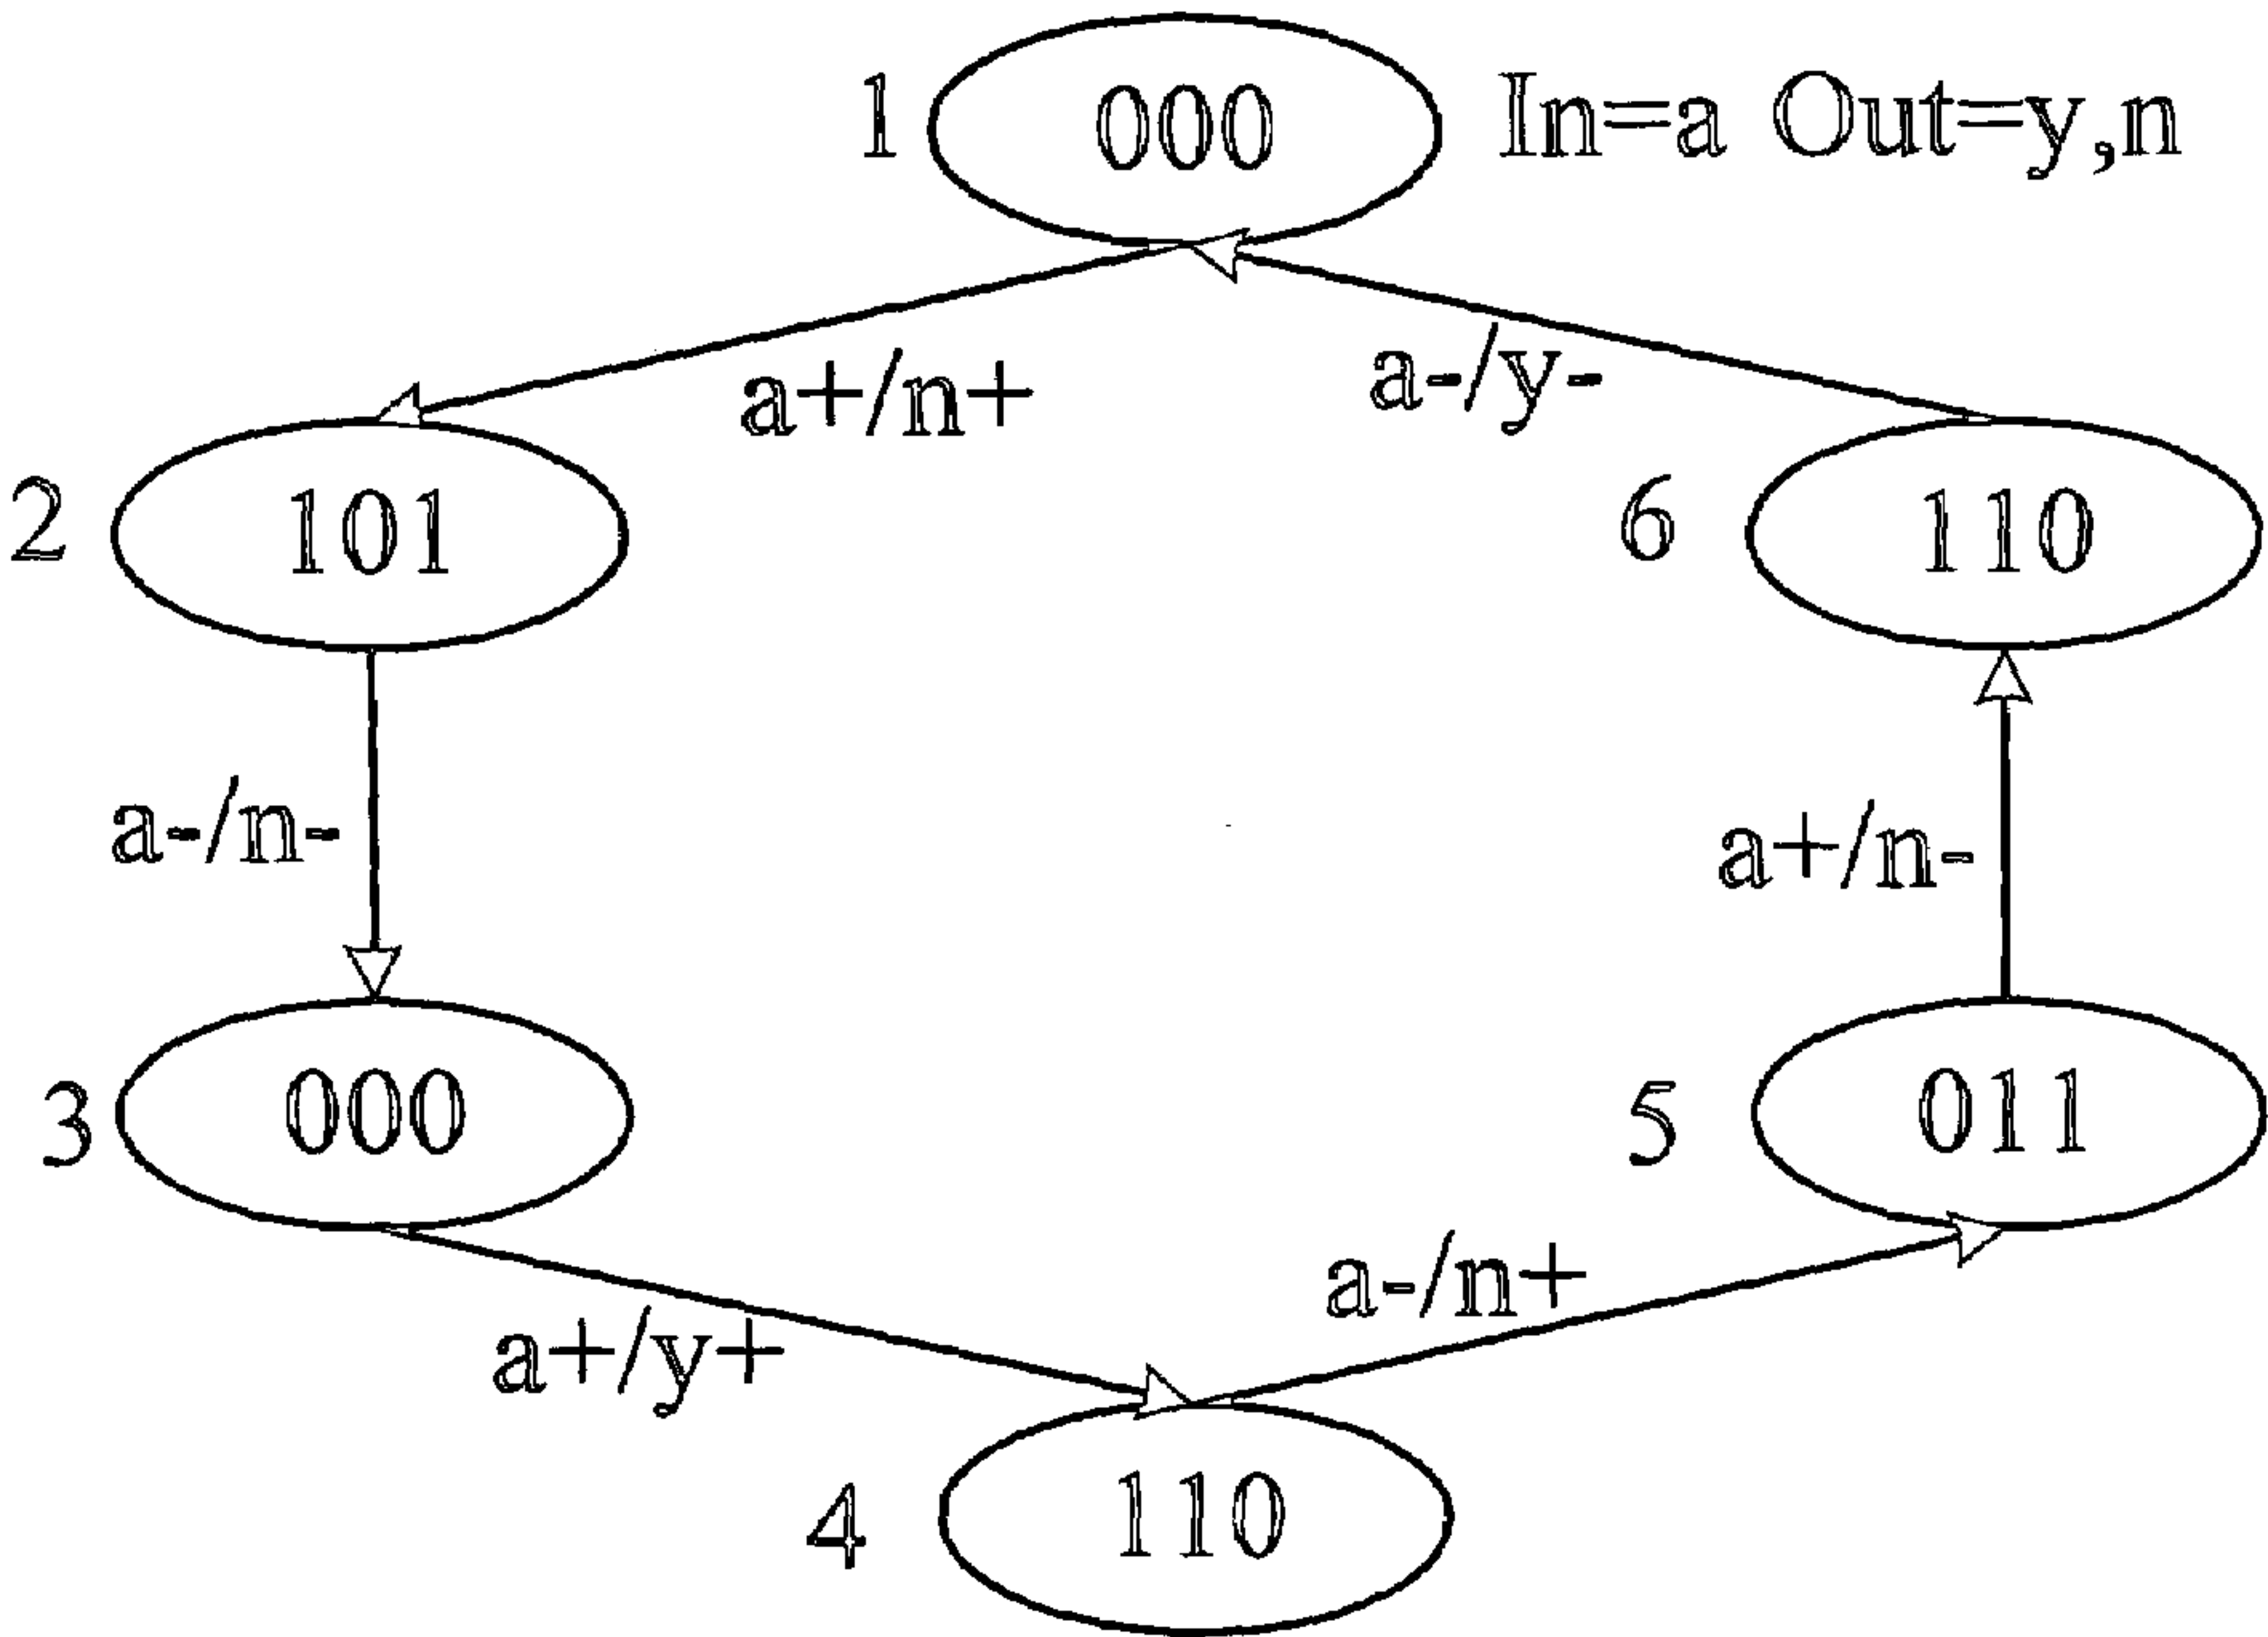 1 000 In=a Out=y,n
a+/n+ a-/y-
2 101 6 110
a-/n- a+/n-
3 000 5 011
a+/y+ a-/n+
4 110